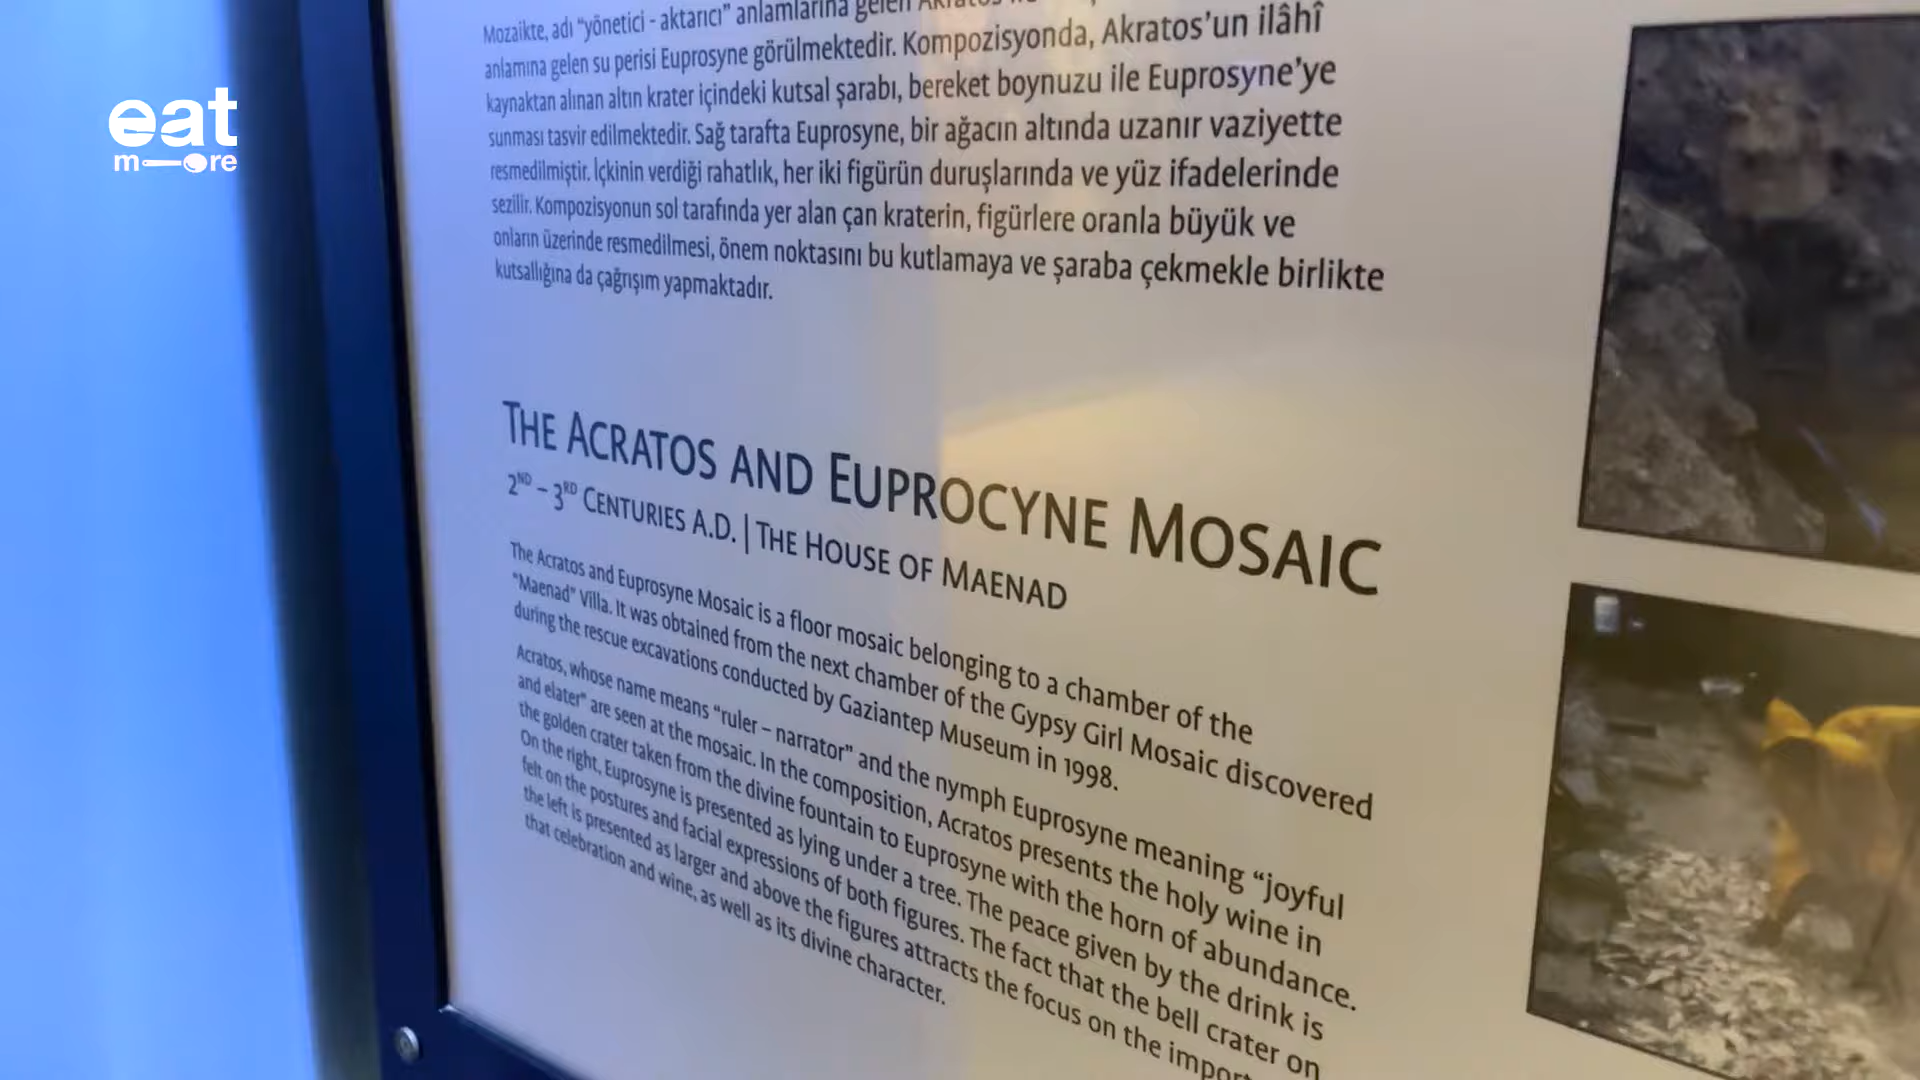 eat
more
Mozaikte, adı "yönetici - aktarıcı" anlamlarına gelen
anlamına gelen su perisi Euprosyne görülmektedir. Kompozisyonda, Akratos'un ilâhî
kaynaktan alınan altın krater içindeki kutsal şarabı, bereket boynuzu ile Euprosyne'ye
sunması tasvir edilmektedir. Sağ tarafta Euprosyne, bir ağacın altında uzanır vaziyette
resmedilmiştir. İçkinin verdiği rahatlık, her iki figürün duruşlarında ve yüz ifadelerinde
sezilir. Kompozisyonun sol tarafında yer alan çan kraterin, figürlere oranla büyük ve
onların üzerinde resmedilmesi, önem noktasını bu kutlamaya ve şaraba çekmekle birlikte
kutsallığına da çağrışım yapmaktadır.
THE ACRATOS AND EUPROCYNE MOSAIC
2ND – 3RD CENTURIES A.D. | THE HOUSE OF MAENAD
The Acratos and Euprosyne Mosaic is a floor mosaic belonging to a chamber of the
"Maenad" Villa. It was obtained from the next chamber of the Gypsy Girl Mosaic discovered
during the rescue excavations conducted by Gaziantep Museum in 1998.
Acratos, whose name means "ruler – narrator" and the nymph Euprosyne meaning "joyful
and elater" are seen at the mosaic. In the composition, Acratos presents the holy wine in
the golden crater taken from the divine fountain to Euprosyne with the horn of abundance.
On the right, Euprosyne is presented as lying under a tree. The peace given by the drink is
felt on the postures and facial expressions of both figures. The fact that the bell crater on
the left is presented as larger and above the figures attracts the focus on the
that celebration and wine, as well as its divine character.